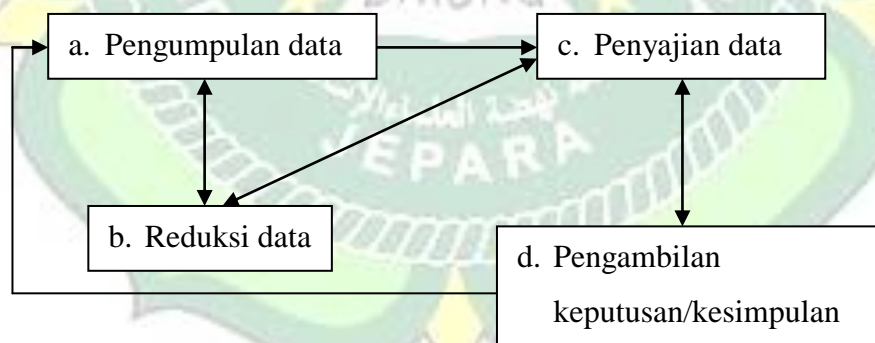 a. Pengumpulan data
c. Penyajian data
JEPARA
b. Reduksi data
d. Pengambilan
keputusan/kesimpulan